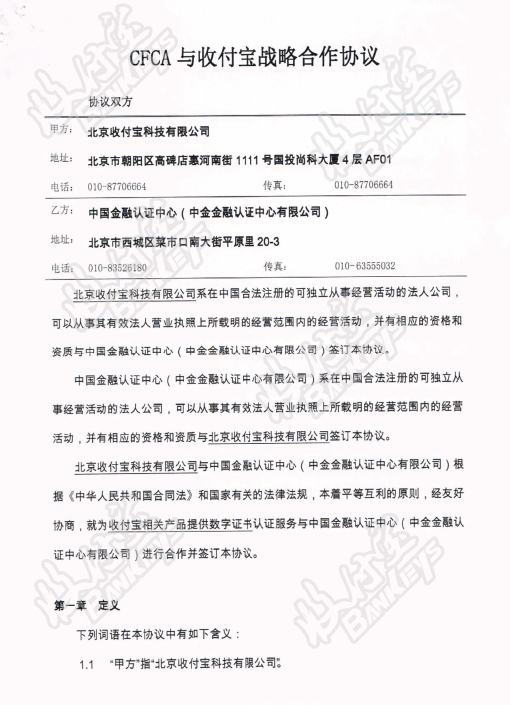 CFCA 与收付宝战略合作协议
协议双方
甲方： 北京收付宝科技有限公司
地址： 北京市朝阳区高碑店惠河南街 1111 号国投尚科大厦 4 层 AF01
电话： 010-87706664 传真： 010-87706664
乙方： 中国金融认证中心（中金金融认证中心有限公司）
地址： 北京市西城区菜市口南大街平原里 20-3
电话： 010-83526180 传真： 010-63555032
北京收付宝科技有限公司系在中国合法注册的可独立从事经营活动的法人公司，
可以从事其有效法人营业执照上所载明的经营范围内的经营活动，并有相应的资格和
资质与中国金融认证中心（中金金融认证中心有限公司）签订本协议。
中国金融认证中心（中金金融认证中心有限公司）系在中国合法注册的可独立从
事经营活动的法人公司，可以从事其有效法人营业执照上所载明的经营范围内的经营
活动，并有相应的资格和资质与北京收付宝科技有限公司签订本协议。
北京收付宝科技有限公司与中国金融认证中心（中金金融认证中心有限公司）根
据《中华人民共和国合同法》和国家有关的法律法规，本着平等互利的原则，经友好
协商，就为收付宝相关产品提供数字证书认证服务与中国金融认证中心（中金金融认
证中心有限公司）进行合作并签订本协议。
第一章 定义
下列词语在本协议中有如下含义：
1.1 “甲方”指“北京收付宝科技有限公司”。
收付宝
BANKEYS
收付宝
BANKEYS
收付宝
BANKEYS
收付宝
BANKEYS
收付宝
BANKEYS